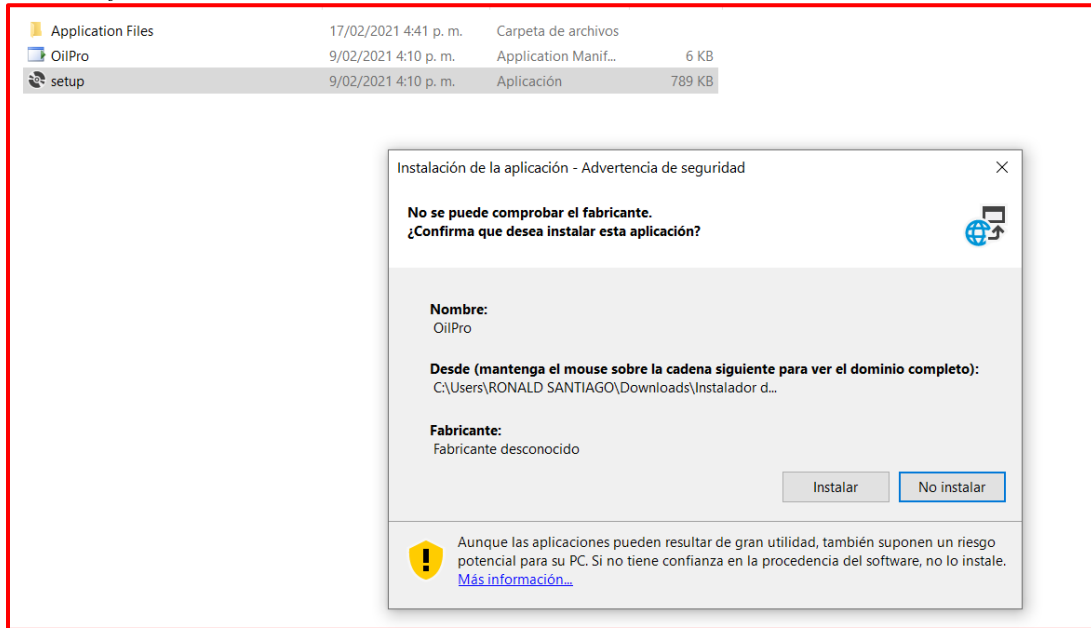 Application Files 17/02/2021 4:41 p. m. Carpeta de archivos
OilPro 9/02/2021 4:10 p. m. Application Manif... 6 KB
setup 9/02/2021 4:10 p. m. Aplicación 789 KB
Instalación de la aplicación - Advertencia de seguridad
No se puede comprobar el fabricante.
¿Confirma que desea instalar esta aplicación?
Nombre:
OilPro
Desde (mantenga el mouse sobre la cadena siguiente para ver el dominio completo):
C:\Users\RONALD SANTIAGO\Downloads\Instalador d...
Fabricante:
Fabricante desconocido
Instalar No instalar
Aunque las aplicaciones pueden resultar de gran utilidad, también suponen un riesgo
potencial para su PC. Si no tiene confianza en la procedencia del software, no lo instale.
Más información...